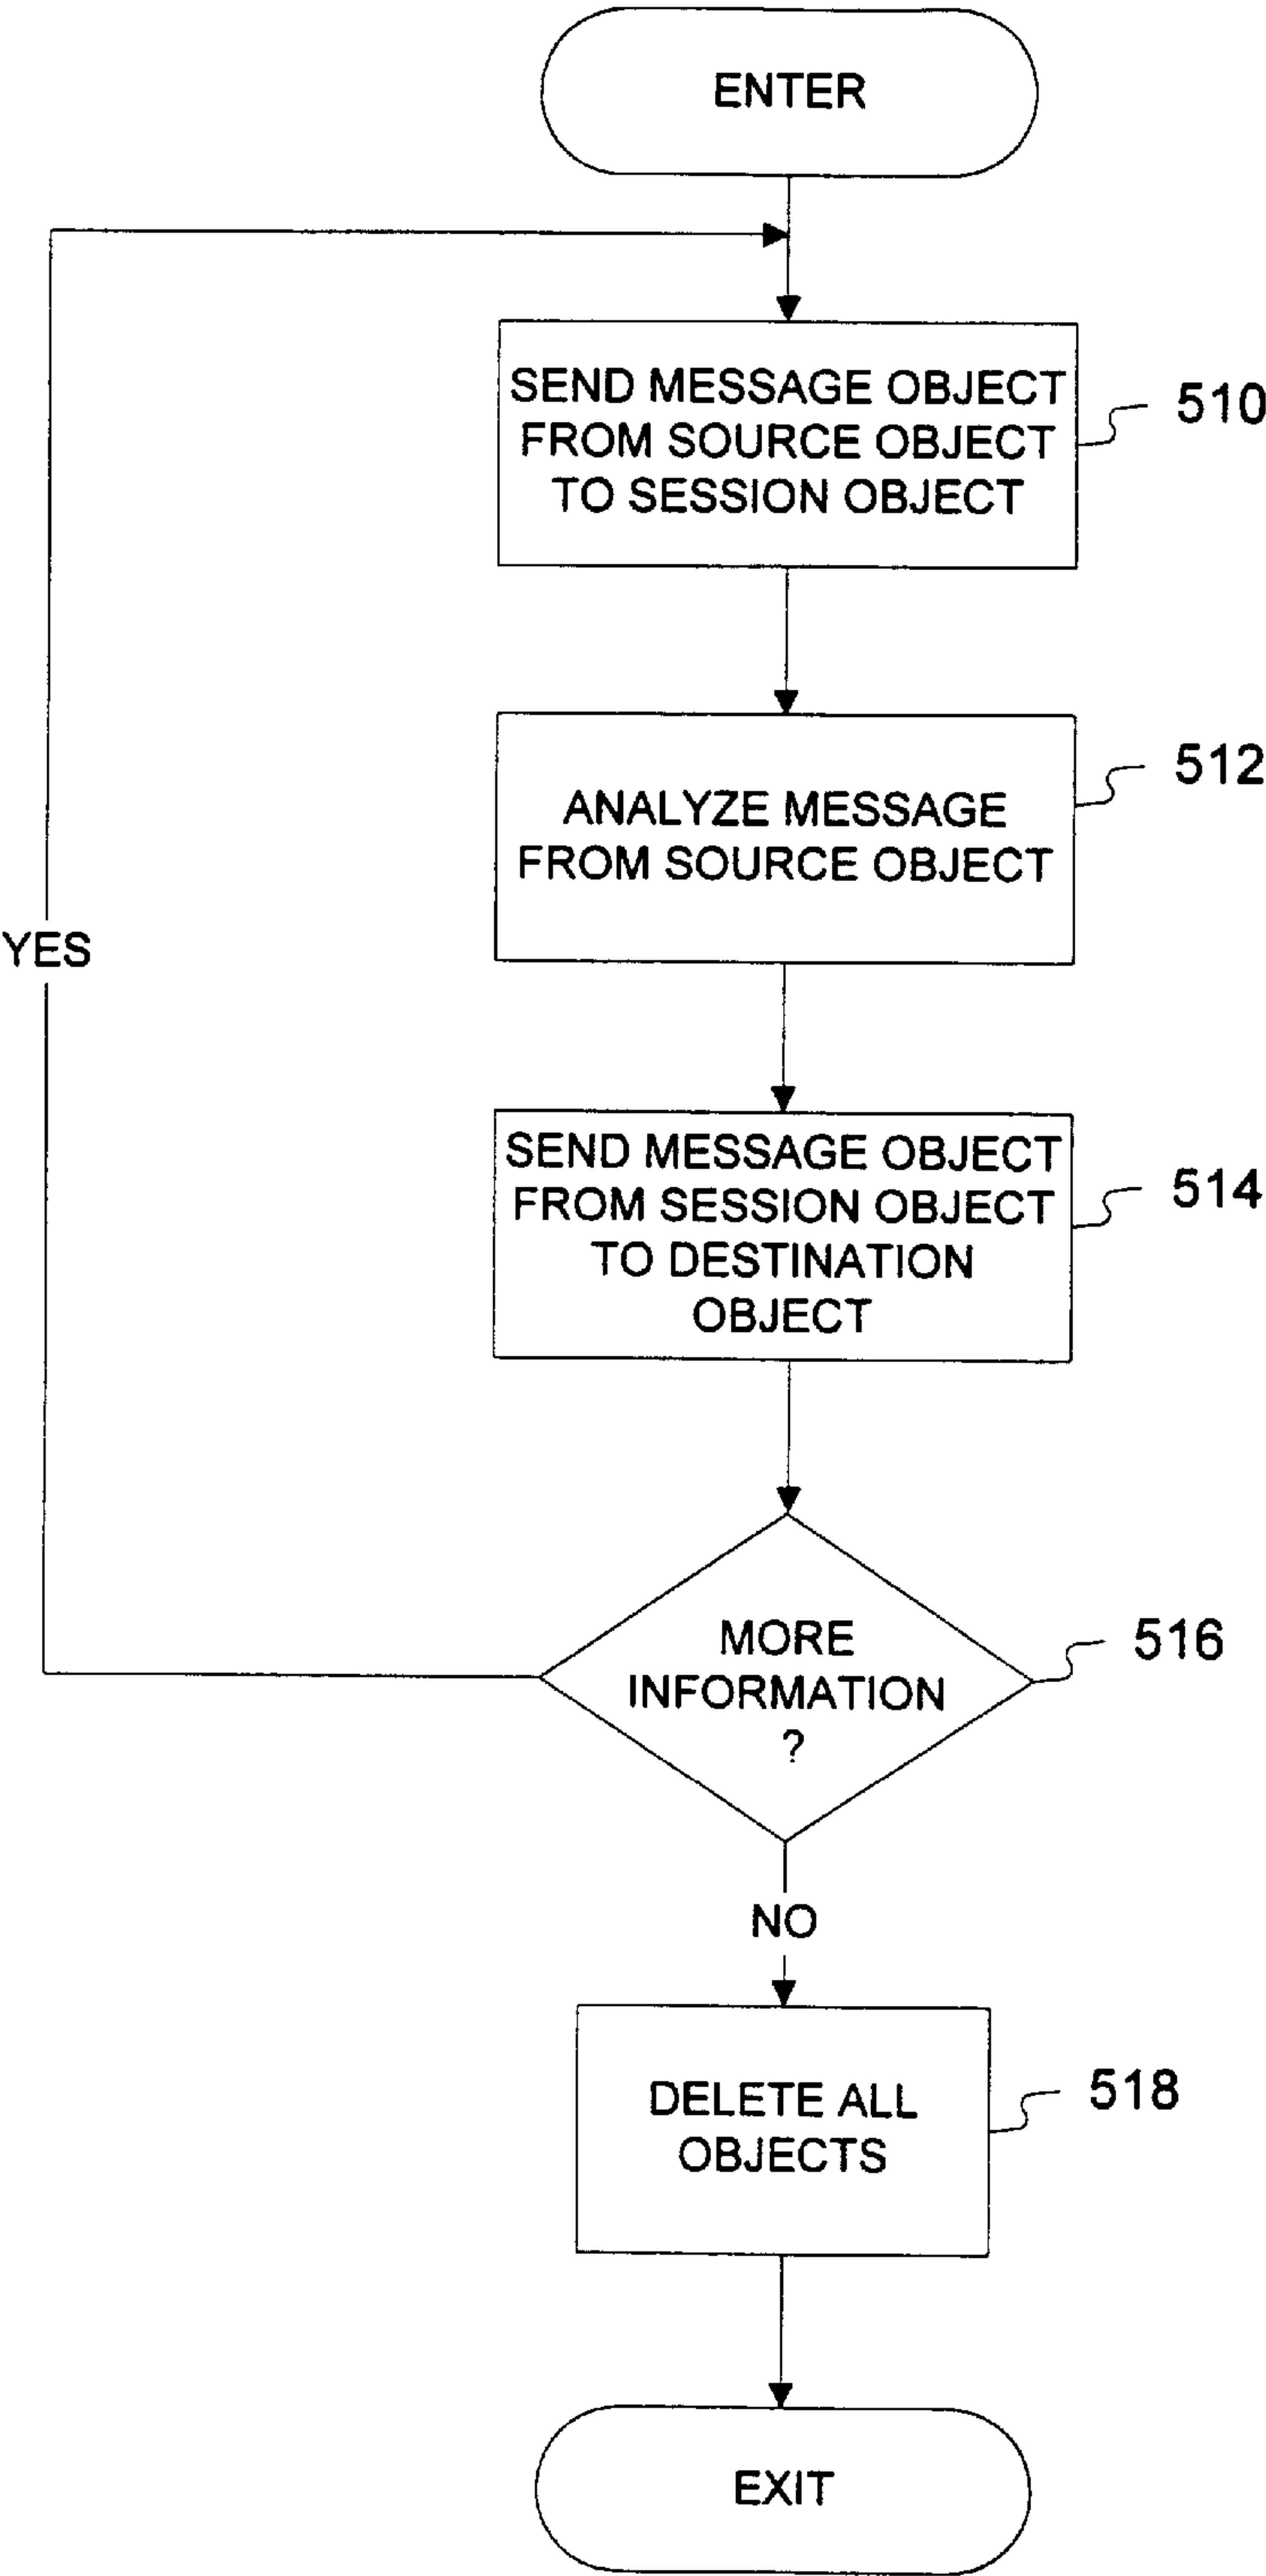 ENTER
SEND MESSAGE OBJECT
FROM SOURCE OBJECT
TO SESSION OBJECT
510
ANALYZE MESSAGE
FROM SOURCE OBJECT
512
YES
SEND MESSAGE OBJECT
FROM SESSION OBJECT
TO DESTINATION
OBJECT
514
MORE
INFORMATION
?
516
NO
DELETE ALL
OBJECTS
518
EXIT